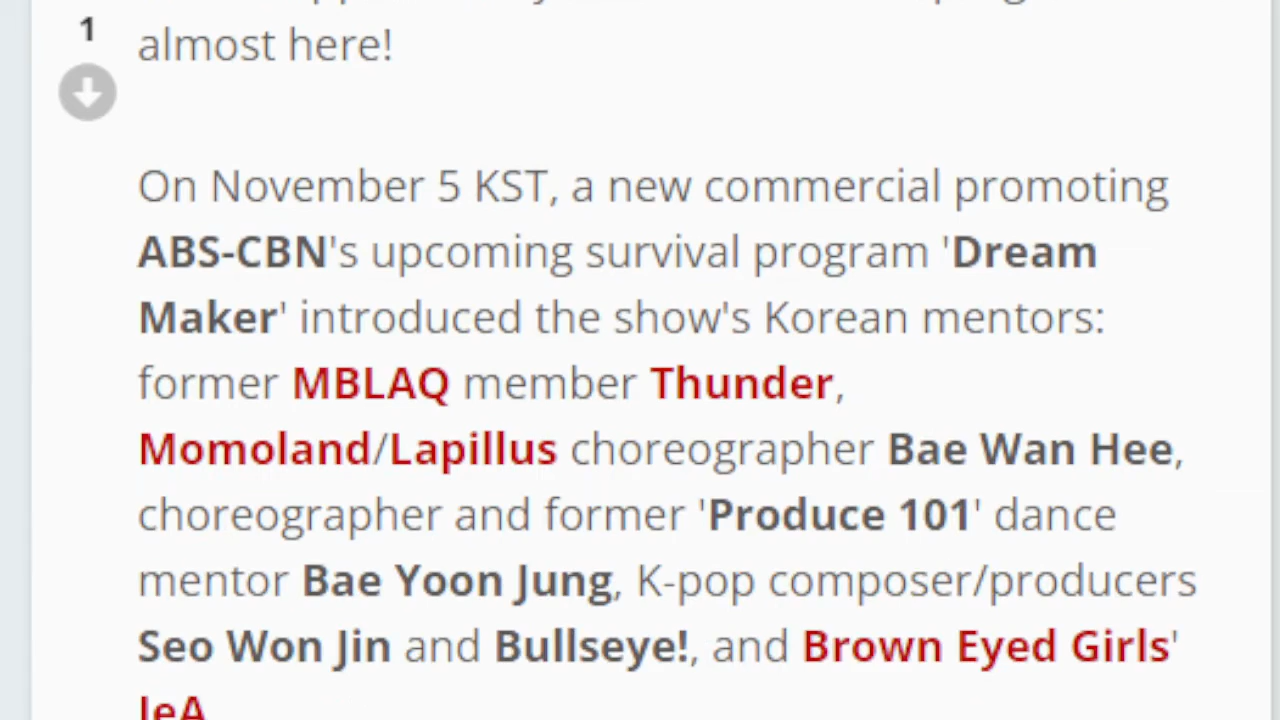 1
almost here!
On November 5 KST, a new commercial promoting
ABS-CBN's upcoming survival program 'Dream
Maker' introduced the show's Korean mentors:
former MBLAQ member Thunder,
Momoland/Lapillus choreographer Bae Wan Hee,
choreographer and former 'Produce 101' dance
mentor Bae Yoon Jung, K-pop composer/producers
Seo Won Jin and Bullseye!, and Brown Eyed Girls'
JeA